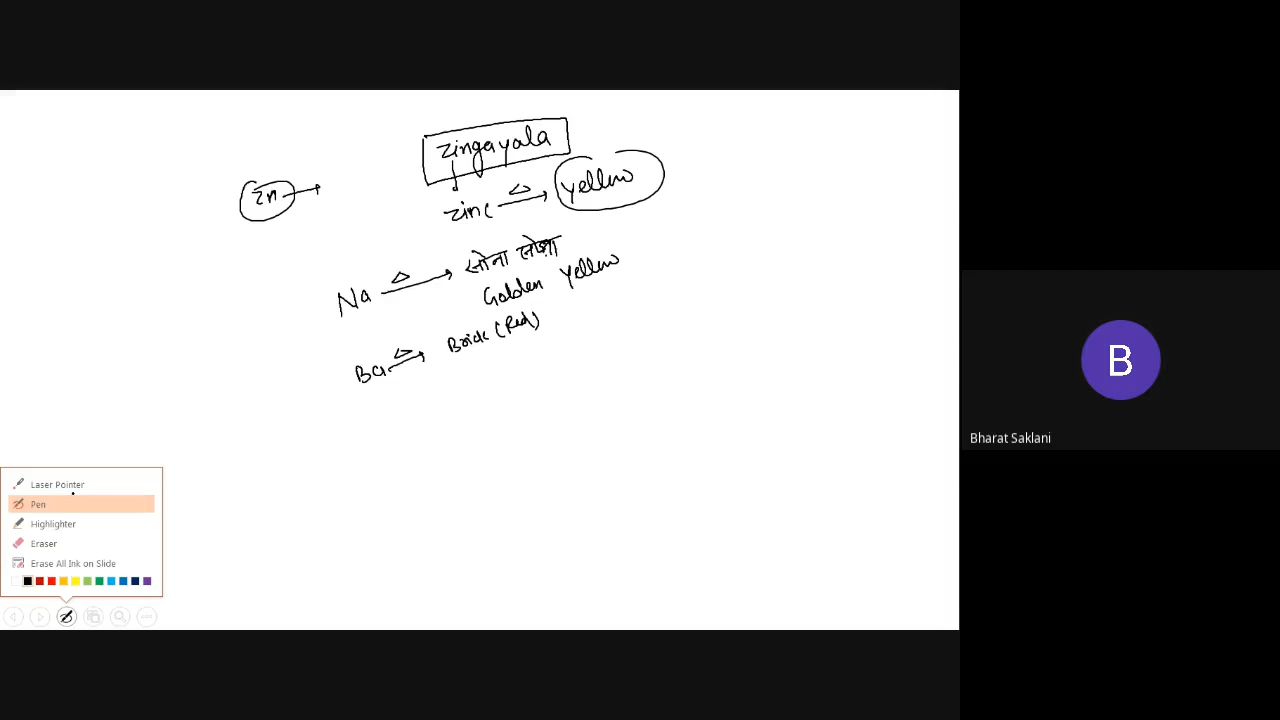 zingayala
Zn →
zinc △→ yellow
Na △→ सोना
Golden yellow
Ba △→ Brick (Red)
B
Bharat Saklani
Laser Pointer
Pen
Highlighter
Eraser
Erase All Ink on Slide